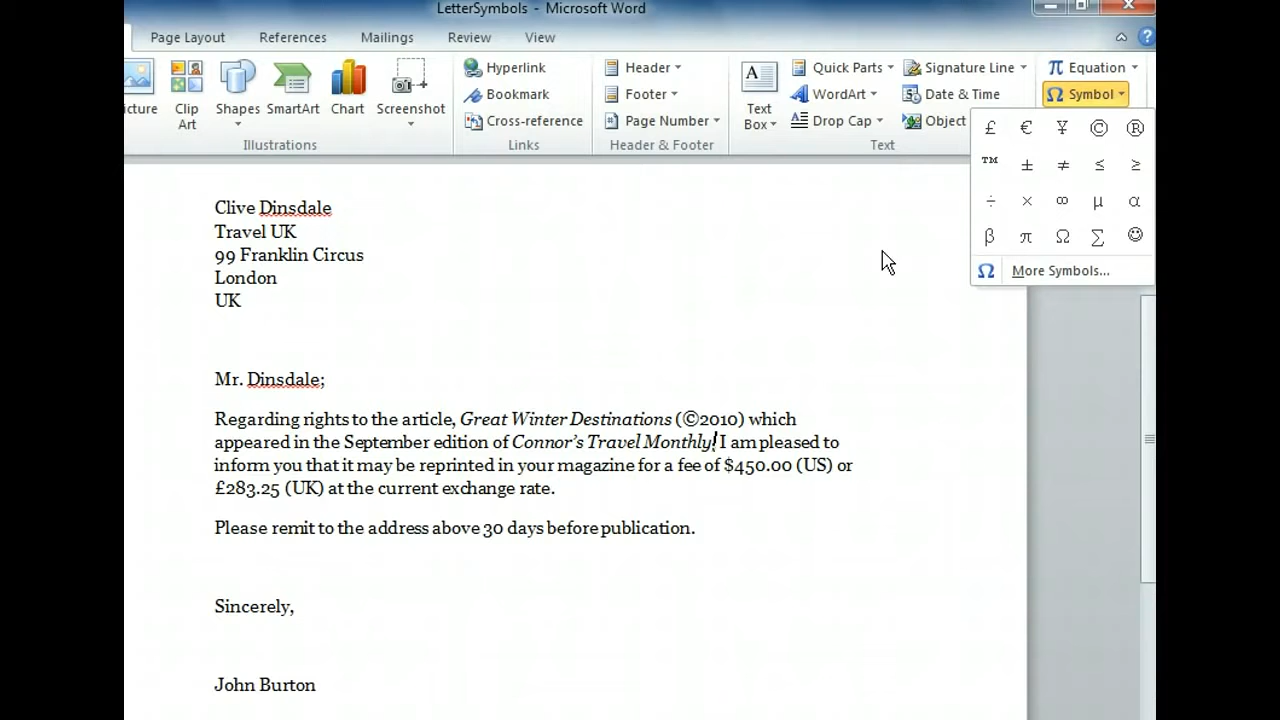 LetterSymbols - Microsoft Word
Page Layout References Mailings Review View
icture Clip Art Shapes SmartArt Chart Screenshot
Illustrations
Hyperlink
Bookmark
Cross-reference
Links
Header
Footer
Page Number
Header & Footer
Text Box
Quick Parts
WordArt
Drop Cap
Signature Line
Date & Time
Object
Text
π Equation
Ω Symbol
£ € ¥ © ®
™ ± ≠ ≤ ≥
÷ × ∞ µ α
β π Ω ∑ ☺
Ω More Symbols...
Clive Dinsdale
Travel UK
99 Franklin Circus
London
UK
Mr. Dinsdale;
Regarding rights to the article, Great Winter Destinations (©2010) which
appeared in the September edition of Connor's Travel Monthly, I am pleased to
inform you that it may be reprinted in your magazine for a fee of $450.00 (US) or
£283.25 (UK) at the current exchange rate.
Please remit to the address above 30 days before publication.
Sincerely,
John Burton